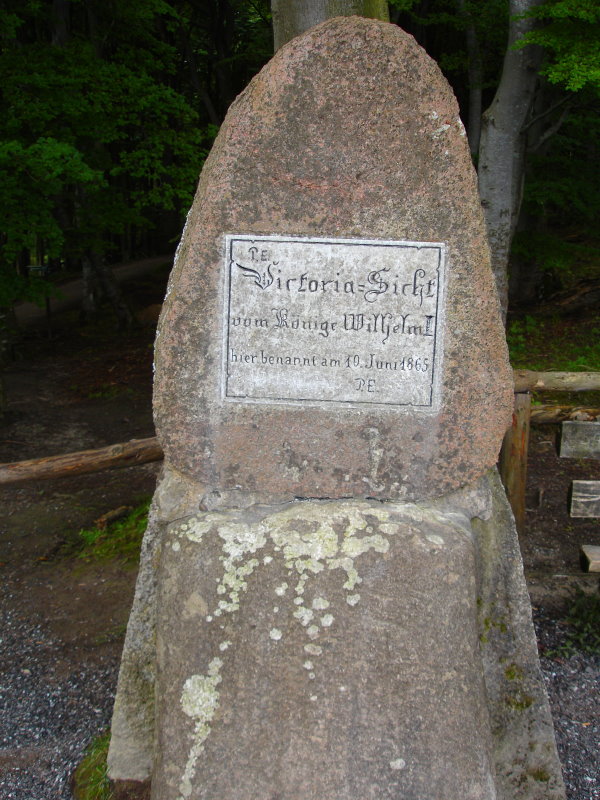 P.E.
Victoria=Sicht
vom Könige Wilhelm I
hier benannt am 10. Juni 1865
P.E.